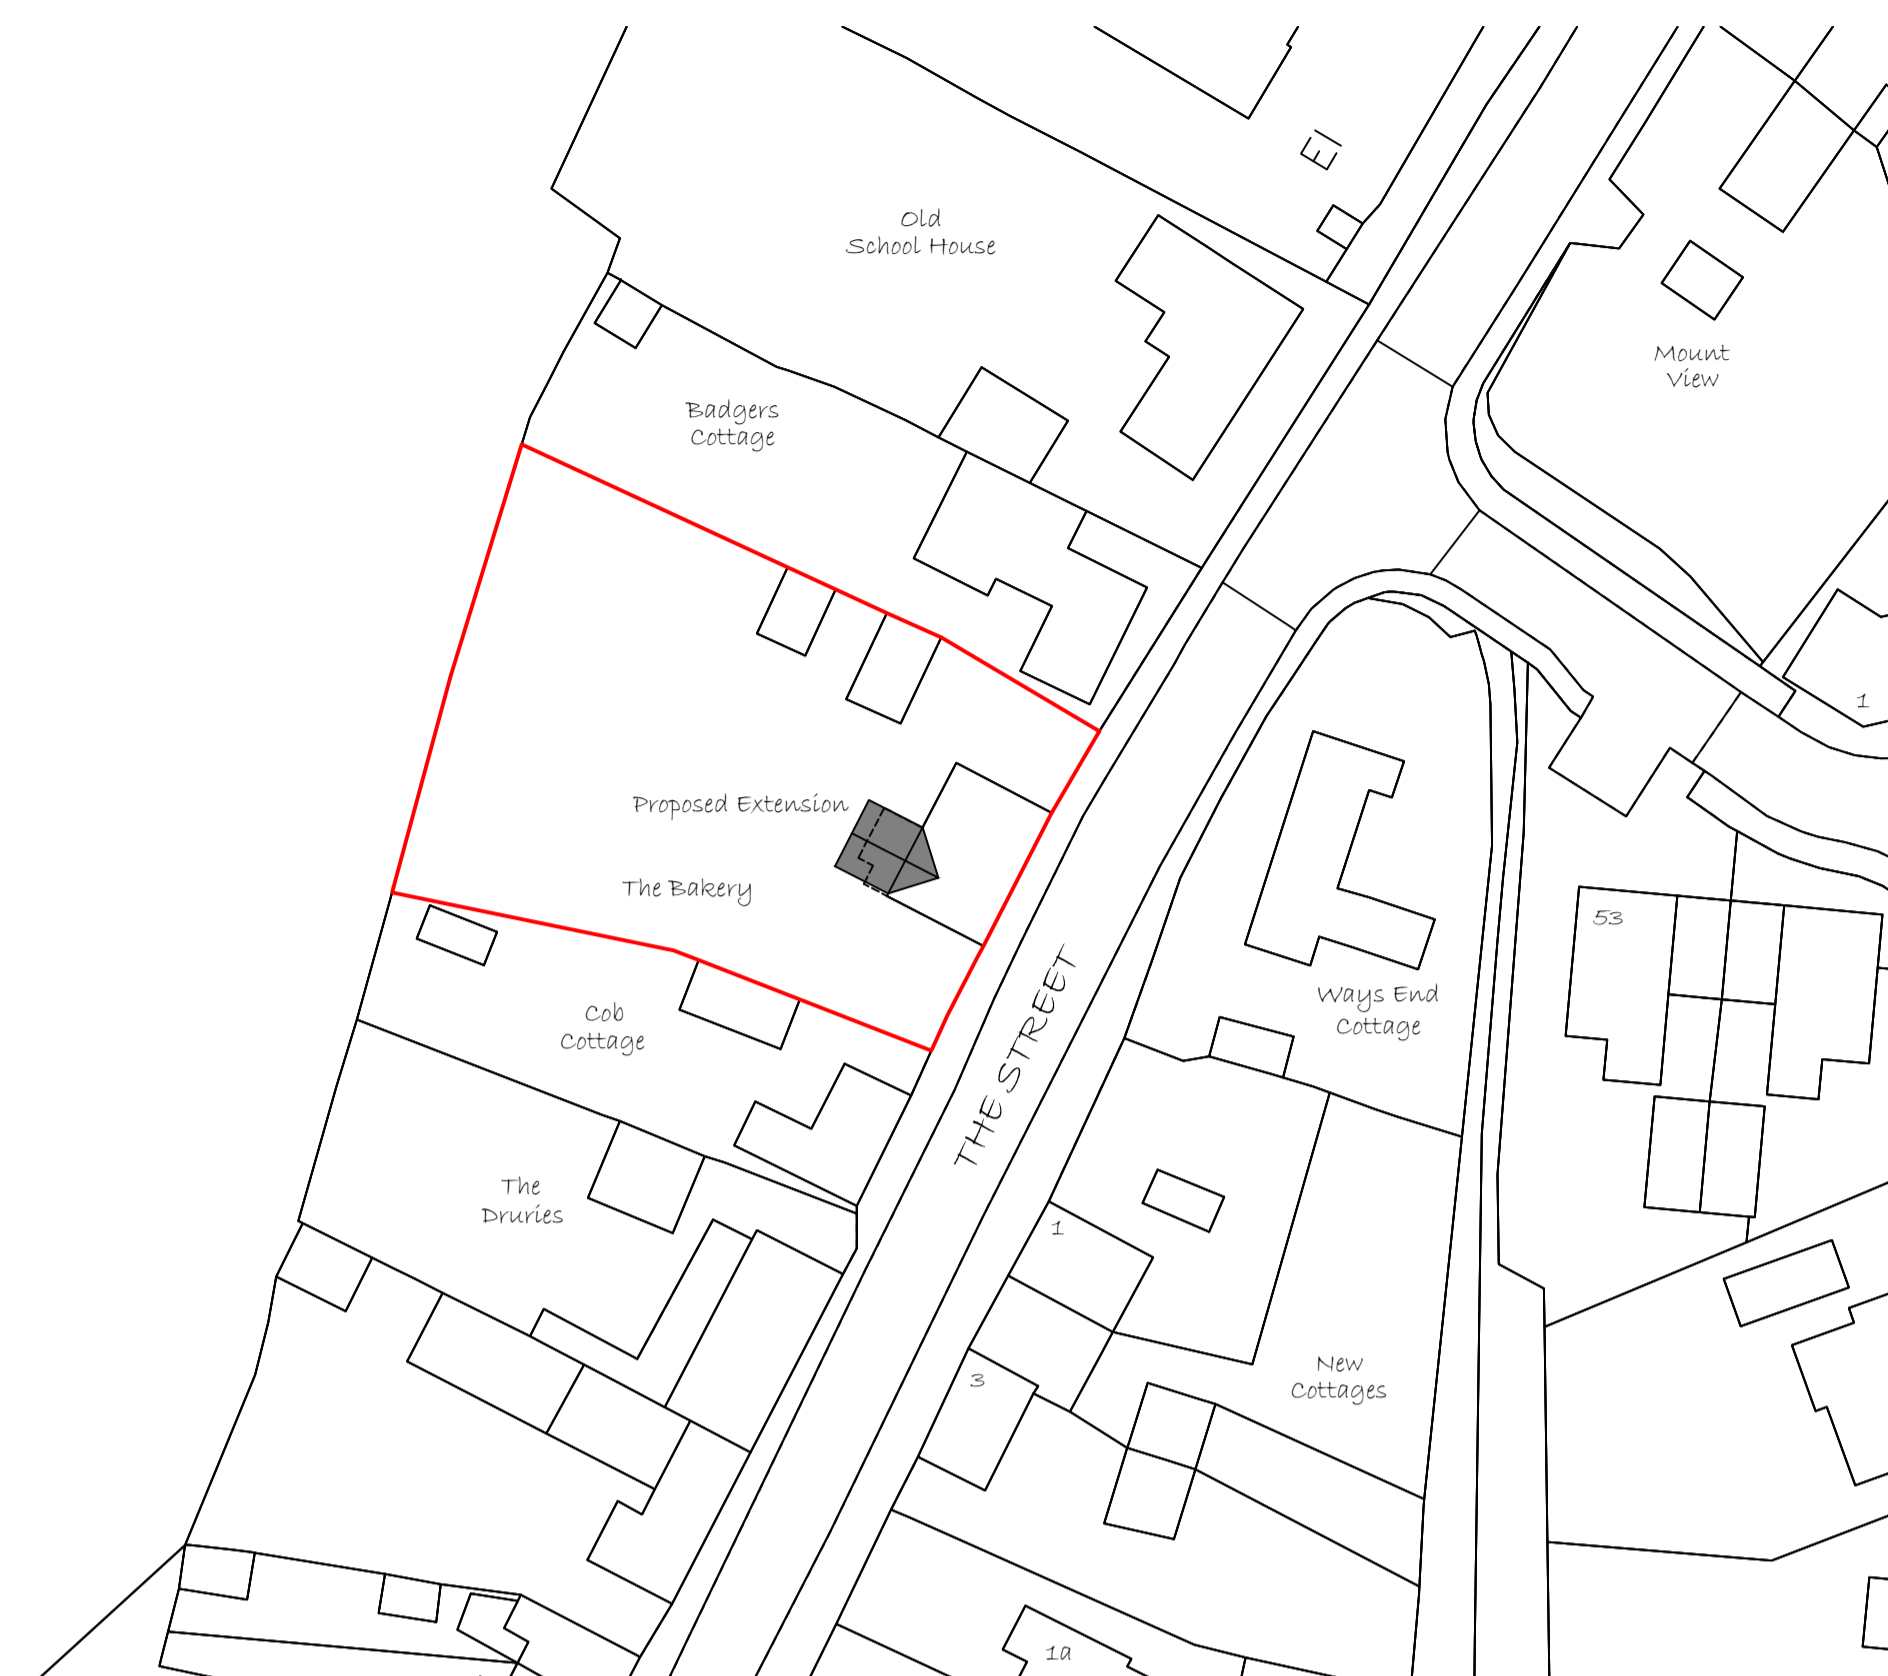 El
Old
School House
Mount
View
Badgers
Cottage
1
Proposed Extension
The Bakery
53
THE STREET
Ways End
Cottage
Cob
Cottage
The
Druries
1
New
Cottages
3
1a